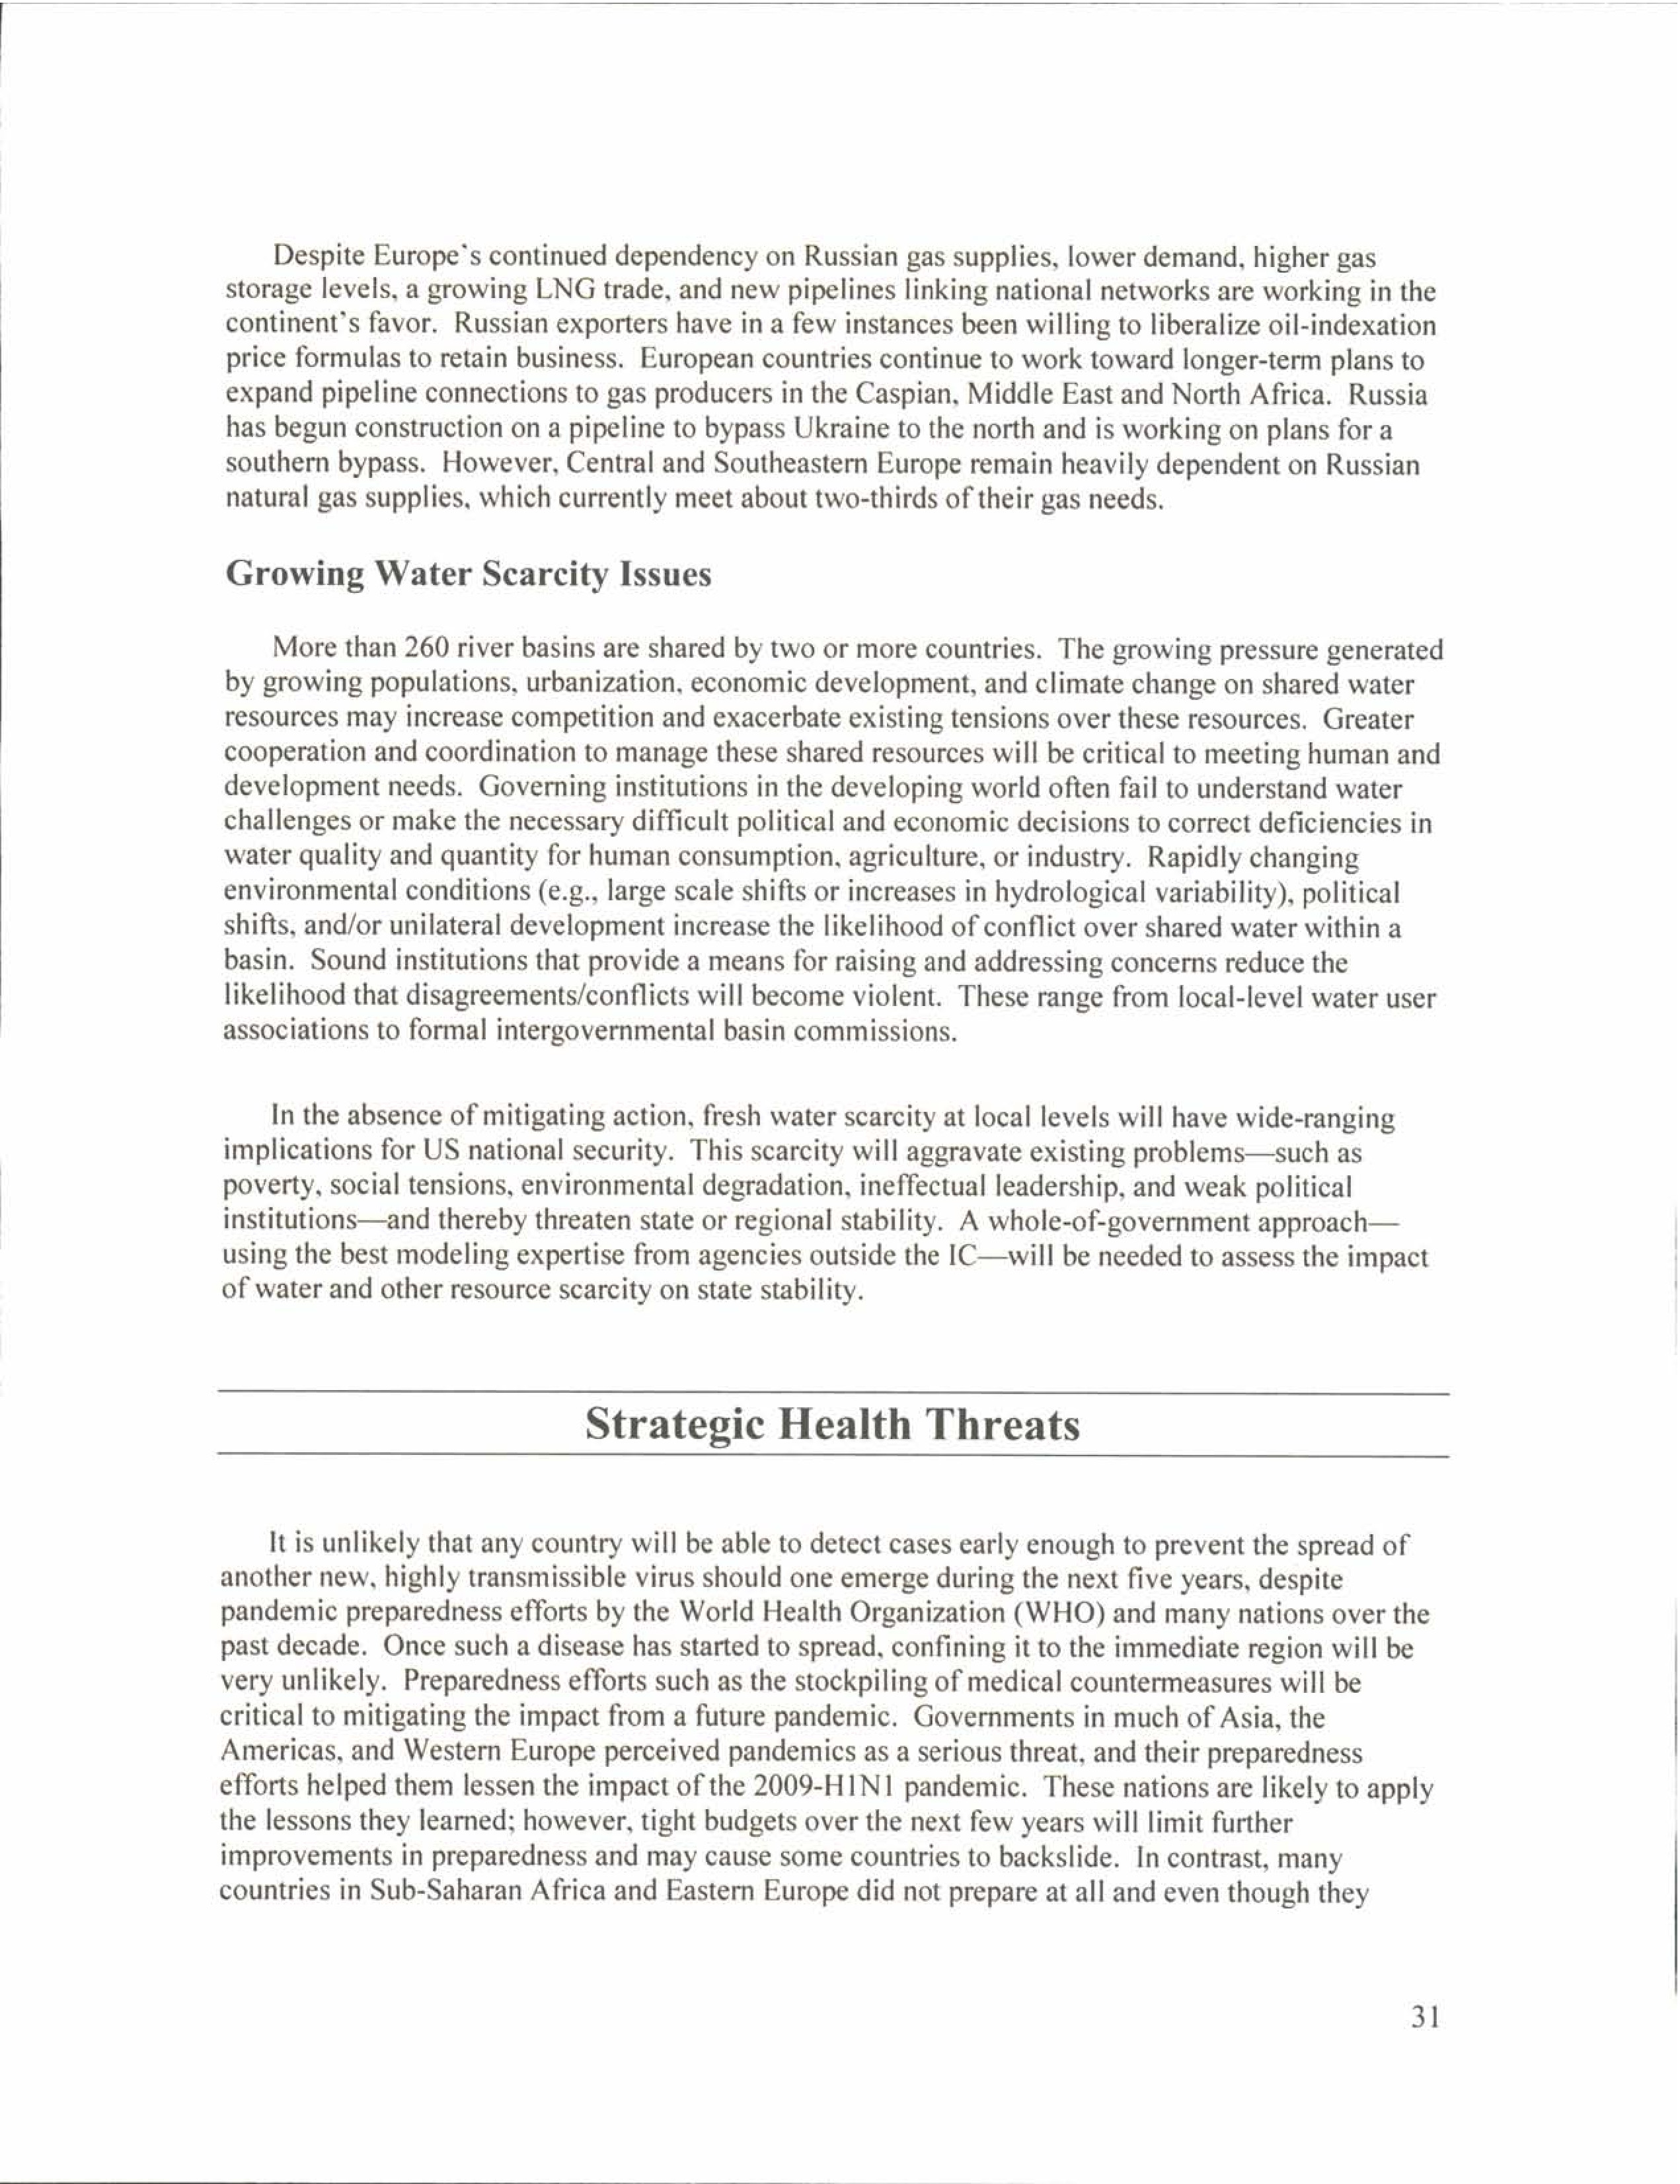 Despite Europe's continued dependency on Russian gas supplies, lower demand, higher gas
storage levels, a growing LNG trade, and new pipelines linking national networks are working in the
continent's favor. Russian exporters have in a few instances been willing to liberalize oil-indexation
price formulas to retain business. European countries continue to work toward longer-term plans to
expand pipeline connections to gas producers in the Caspian, Middle East and North Africa. Russia
has begun construction on a pipeline to bypass Ukraine to the north and is working on plans for a
southern bypass. However, Central and Southeastern Europe remain heavily dependent on Russian
natural gas supplies, which currently meet about two-thirds of their gas needs.
Growing Water Scarcity Issues
More than 260 river basins are shared by two or more countries. The growing pressure generated
by growing populations, urbanization, economic development, and climate change on shared water
resources may increase competition and exacerbate existing tensions over these resources. Greater
cooperation and coordination to manage these shared resources will be critical to meeting human and
development needs. Governing institutions in the developing world often fail to understand water
challenges or make the necessary difficult political and economic decisions to correct deficiencies in
water quality and quantity for human consumption, agriculture, or industry. Rapidly changing
environmental conditions (e.g., large scale shifts or increases in hydrological variability), political
shifts, and/or unilateral development increase the likelihood of conflict over shared water within a
basin. Sound institutions that provide a means for raising and addressing concerns reduce the
likelihood that disagreements/conflicts will become violent. These range from local-level water user
associations to formal intergovernmental basin commissions.
In the absence of mitigating action, fresh water scarcity at local levels will have wide-ranging
implications for US national security. This scarcity will aggravate existing problems—such as
poverty, social tensions, environmental degradation, ineffectual leadership, and weak political
institutions—and thereby threaten state or regional stability. A whole-of-government approach—
using the best modeling expertise from agencies outside the IC—will be needed to assess the impact
of water and other resource scarcity on state stability.
Strategic Health Threats
It is unlikely that any country will be able to detect cases early enough to prevent the spread of
another new, highly transmissible virus should one emerge during the next five years, despite
pandemic preparedness efforts by the World Health Organization (WHO) and many nations over the
past decade. Once such a disease has started to spread, confining it to the immediate region will be
very unlikely. Preparedness efforts such as the stockpiling of medical countermeasures will be
critical to mitigating the impact from a future pandemic. Governments in much of Asia, the
Americas, and Western Europe perceived pandemics as a serious threat, and their preparedness
efforts helped them lessen the impact of the 2009-H1N1 pandemic. These nations are likely to apply
the lessons they learned; however, tight budgets over the next few years will limit further
improvements in preparedness and may cause some countries to backslide. In contrast, many
countries in Sub-Saharan Africa and Eastern Europe did not prepare at all and even though they
31